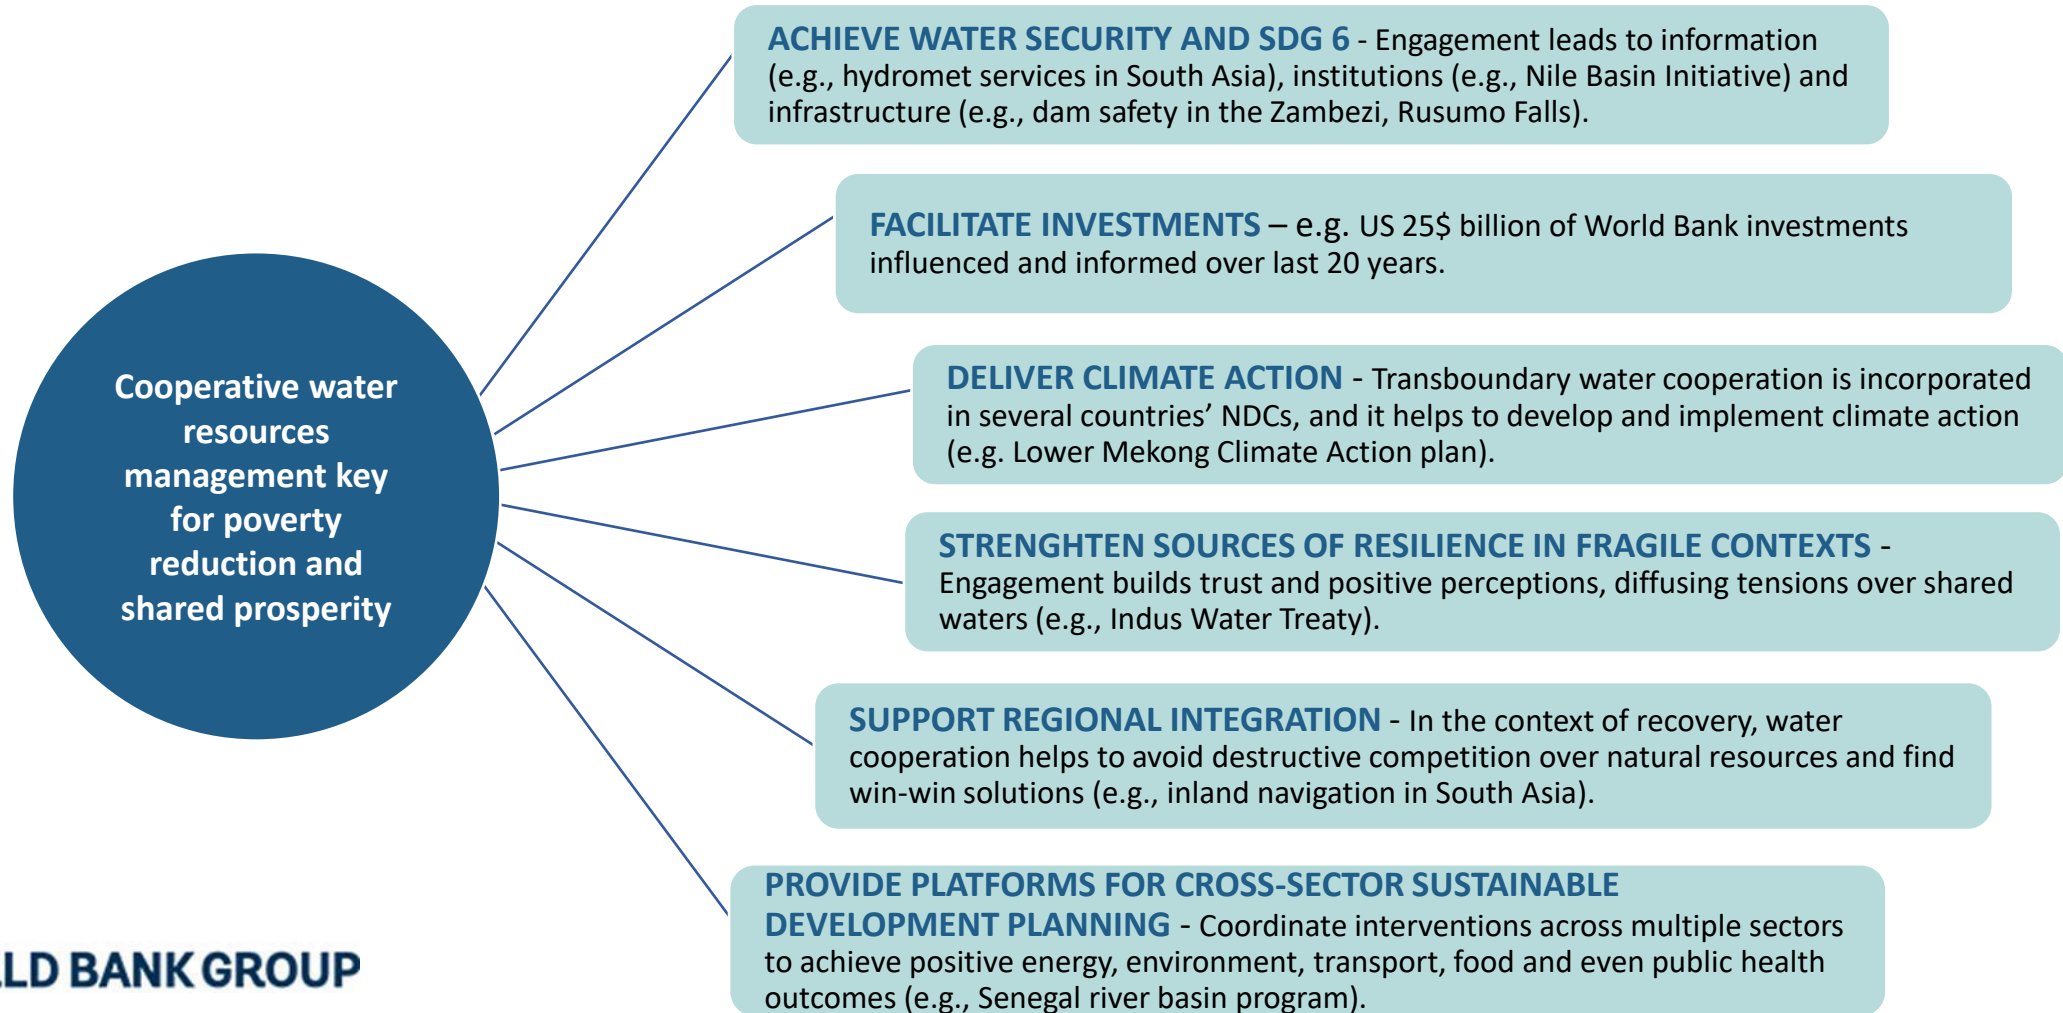 ACHIEVE WATER SECURITY AND SDG 6 - Engagement leads to information
(e.g., hydromet services in South Asia), institutions (e.g., Nile Basin Initiative) and
infrastructure (e.g., dam safety in the Zambezi, Rusumo Falls).
FACILITATE INVESTMENTS – e.g. US 25$ billion of World Bank investments
influenced and informed over last 20 years.
Cooperative water
resources
management key
for poverty
reduction and
shared prosperity
DELIVER CLIMATE ACTION - Transboundary water cooperation is incorporated
in several countries’ NDCs, and it helps to develop and implement climate action
(e.g. Lower Mekong Climate Action plan).
STRENGHTEN SOURCES OF RESILIENCE IN FRAGILE CONTEXTS -
Engagement builds trust and positive perceptions, diffusing tensions over shared
waters (e.g., Indus Water Treaty).
SUPPORT REGIONAL INTEGRATION - In the context of recovery, water
cooperation helps to avoid destructive competition over natural resources and find
win-win solutions (e.g., inland navigation in South Asia).
PROVIDE PLATFORMS FOR CROSS-SECTOR SUSTAINABLE
DEVELOPMENT PLANNING - Coordinate interventions across multiple sectors
to achieve positive energy, environment, transport, food and even public health
outcomes (e.g., Senegal river basin program).
LD BANK GROUP